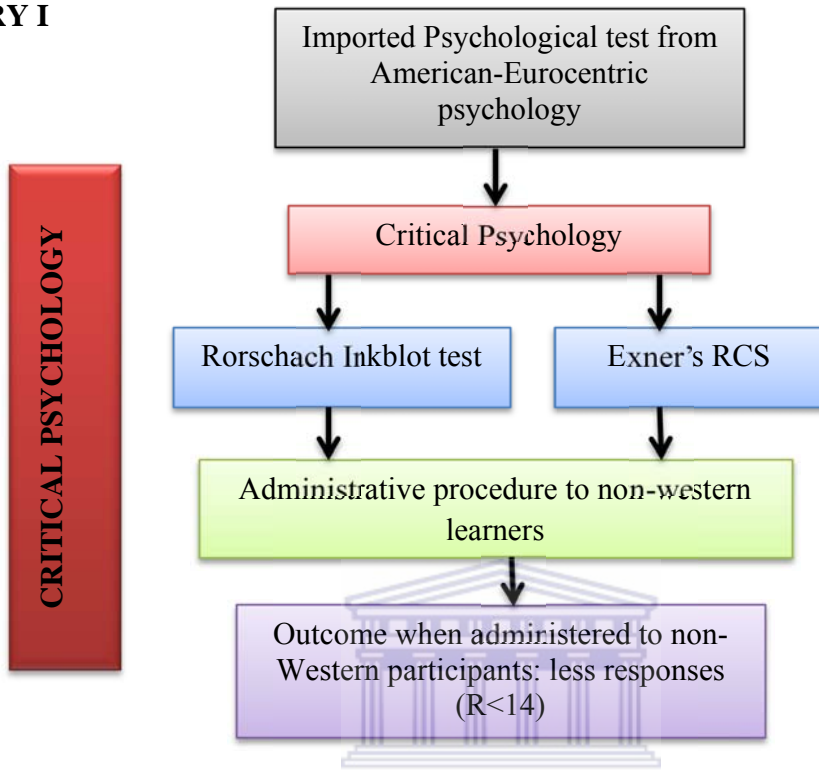 RY I
Imported Psychological test from
American-Eurocentric
psychology
CRITICAL PSYCHOLOGY
Critical Psychology
Rorschach Inkblot test
Exner’s RCS
Administrative procedure to non-western
learners
Outcome when administered to non-
Western participants: less responses
(R<14)